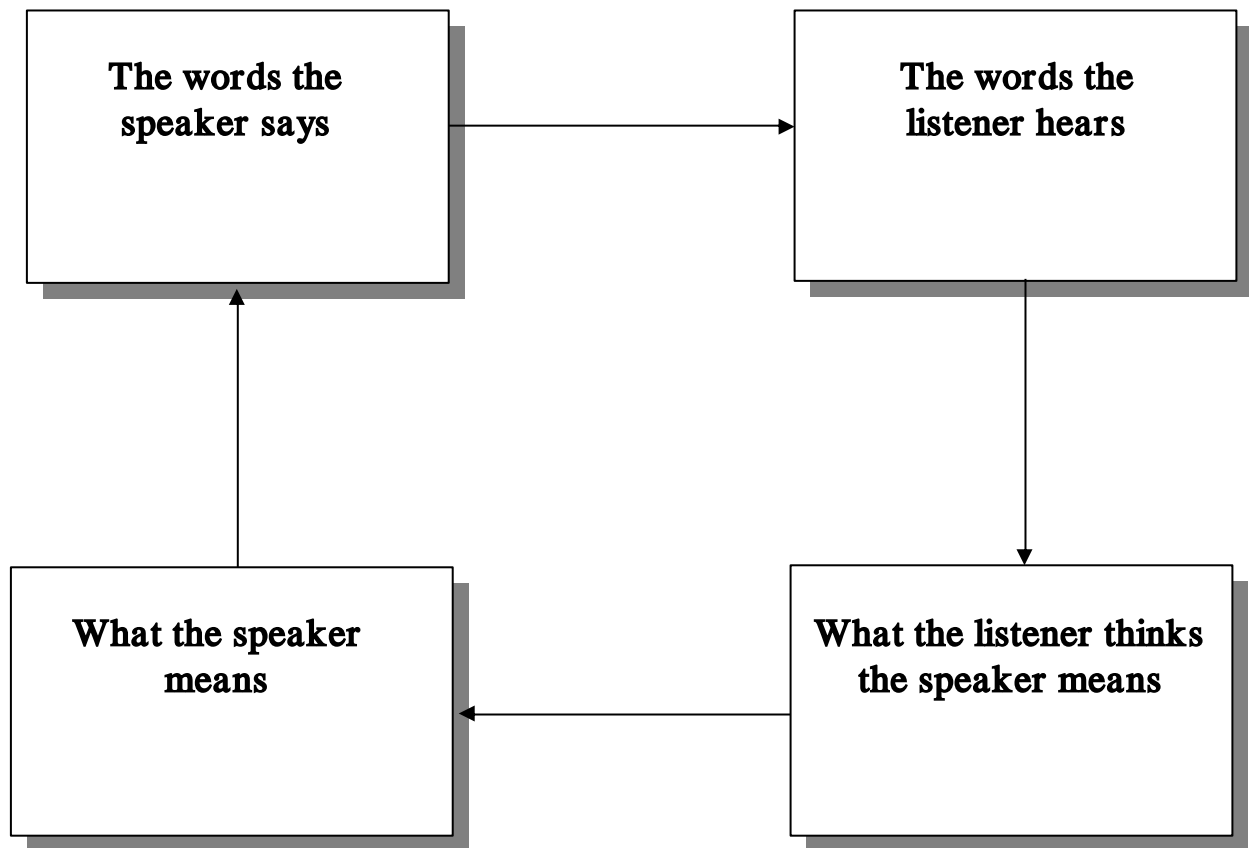 The words the
speaker says
The words the
listener hears
What the speaker
means
What the listener thinks
the speaker means